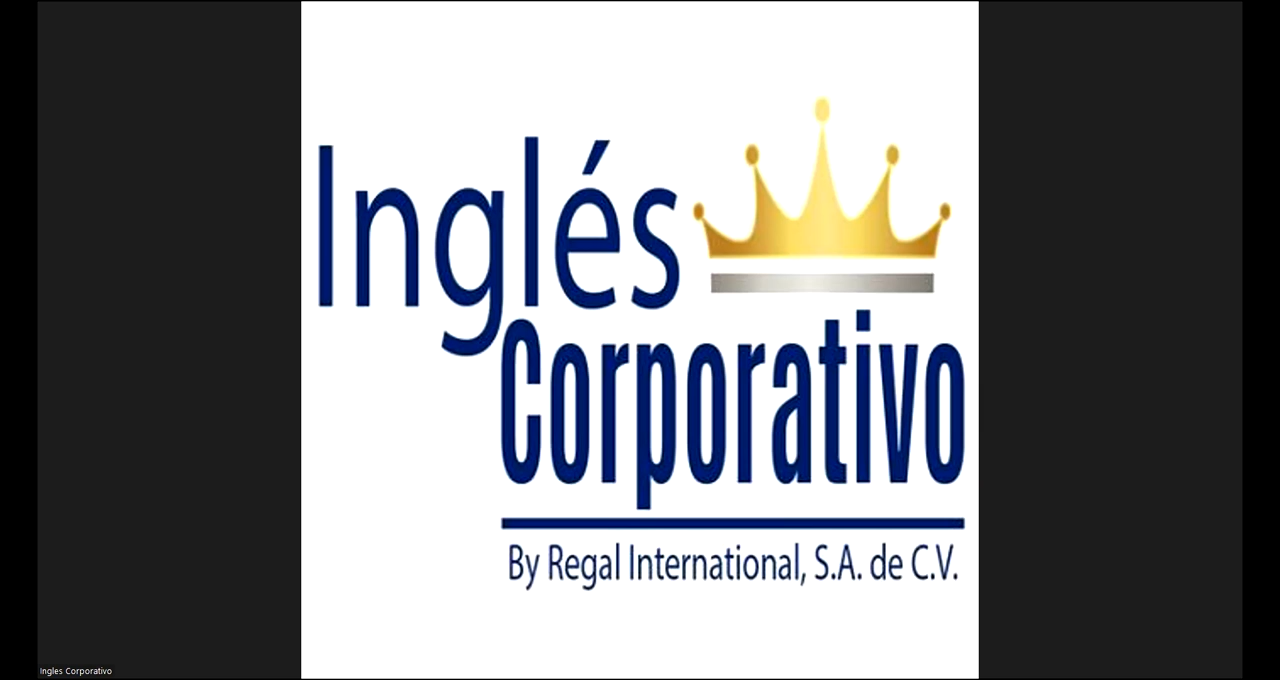 Inglés
Corporativo
By Regal International, S.A. de C.V.
Ingles Corporativo